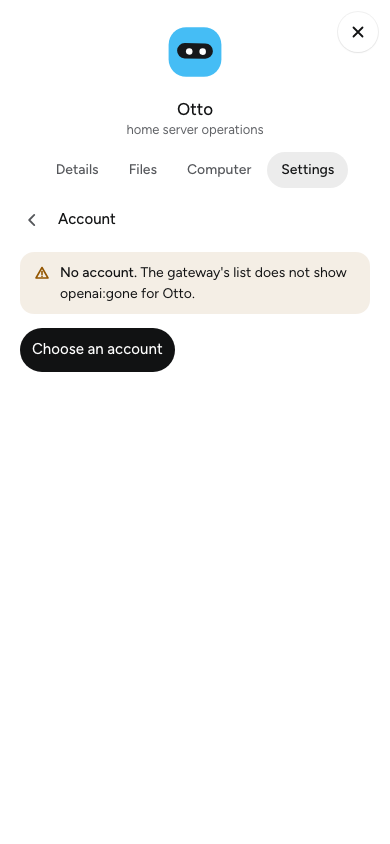 Otto
home server operations
Details Files Computer Settings
Account
No account. The gateway's list does not show
openai:gone for Otto.
Choose an account